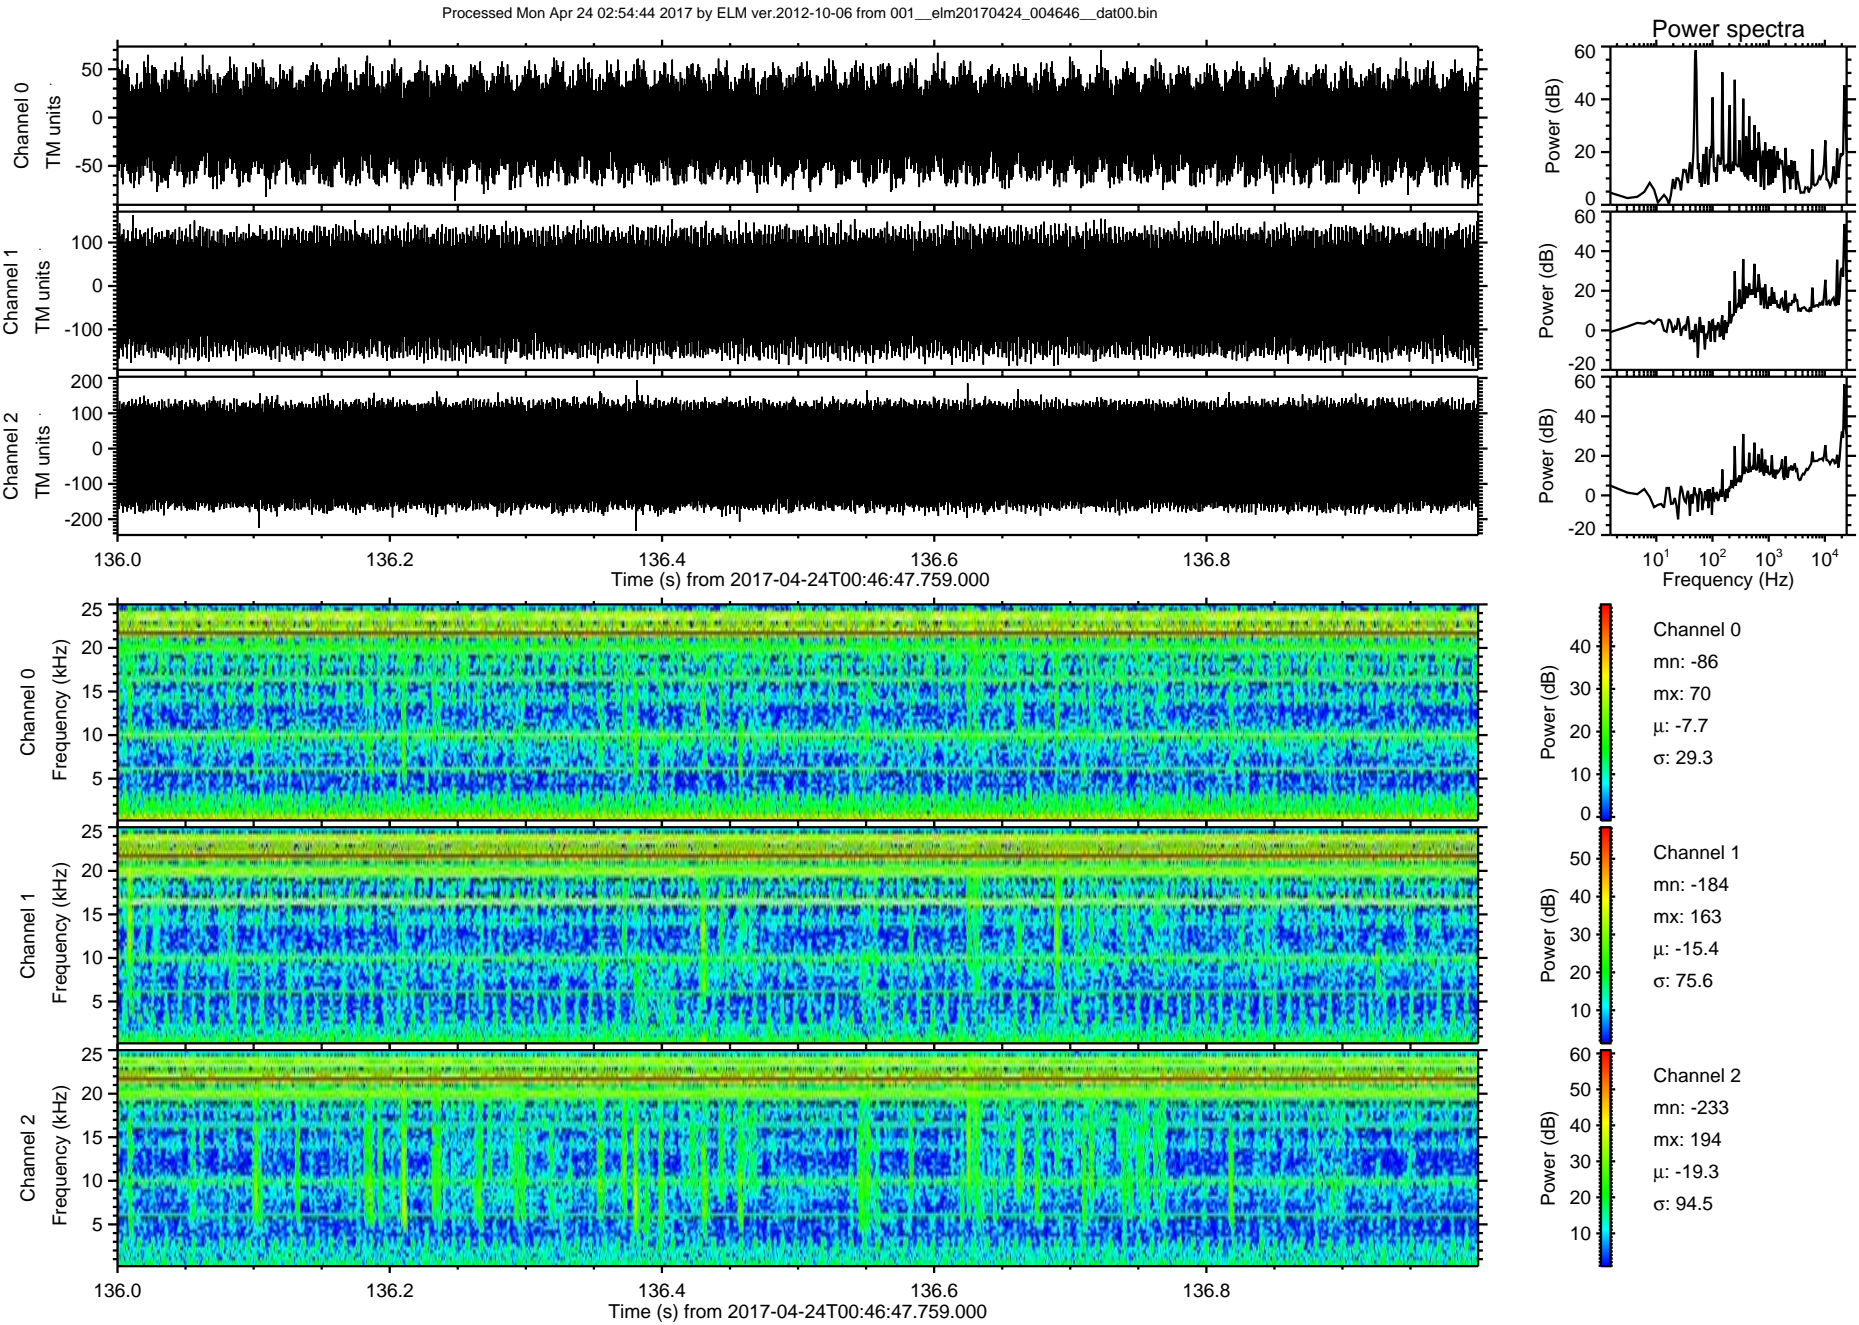 Processed Mon Apr 24 02:54:44 2017 by ELM ver.2012-10-06 from 001__elm20170424_004646__dat00.bin
Power spectra
Channel 0
TM units
50
0
-50
Power (dB)
60
40
20
0
Channel 1
TM units
100
0
-100
Power (dB)
60
40
20
0
-20
Channel 2
TM units
200
100
0
-100
-200
Power (dB)
60
40
20
0
-20
136.0 136.2 136.4 136.6 136.8
Time (s) from 2017-04-24T00:46:47.759.000
10¹ 10² 10³ 10⁴
Frequency (Hz)
Channel 0
Frequency (kHz)
25
20
15
10
5
Power (dB)
40
30
20
10
0
Channel 0
mn: -86
mx: 70
µ: -7.7
σ: 29.3
Channel 1
Frequency (kHz)
25
20
15
10
5
Power (dB)
50
40
30
20
10
Channel 1
mn: -184
mx: 163
µ: -15.4
σ: 75.6
Channel 2
Frequency (kHz)
25
20
15
10
5
Power (dB)
60
50
40
30
20
10
Channel 2
mn: -233
mx: 194
µ: -19.3
σ: 94.5
136.0 136.2 136.4 136.6 136.8
Time (s) from 2017-04-24T00:46:47.759.000